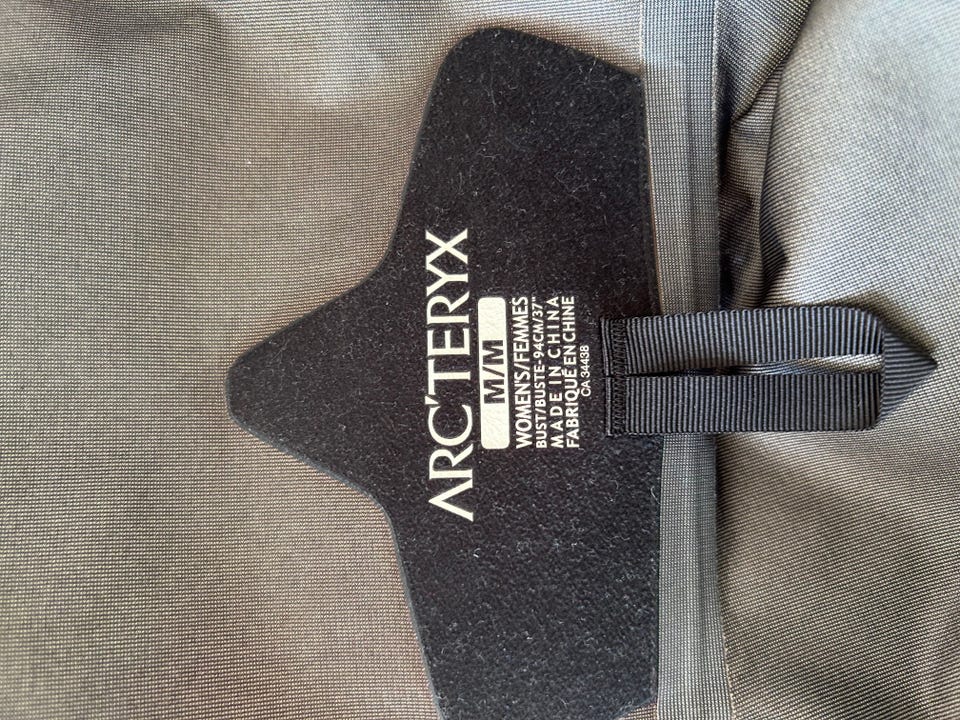 ARC'TERYX
M/M
WOMEN'S/FEMMES
BUST/BUSTE-94CM/37"
MADE IN CHINA
FABRIQUÉ EN CHINE
CA 34438